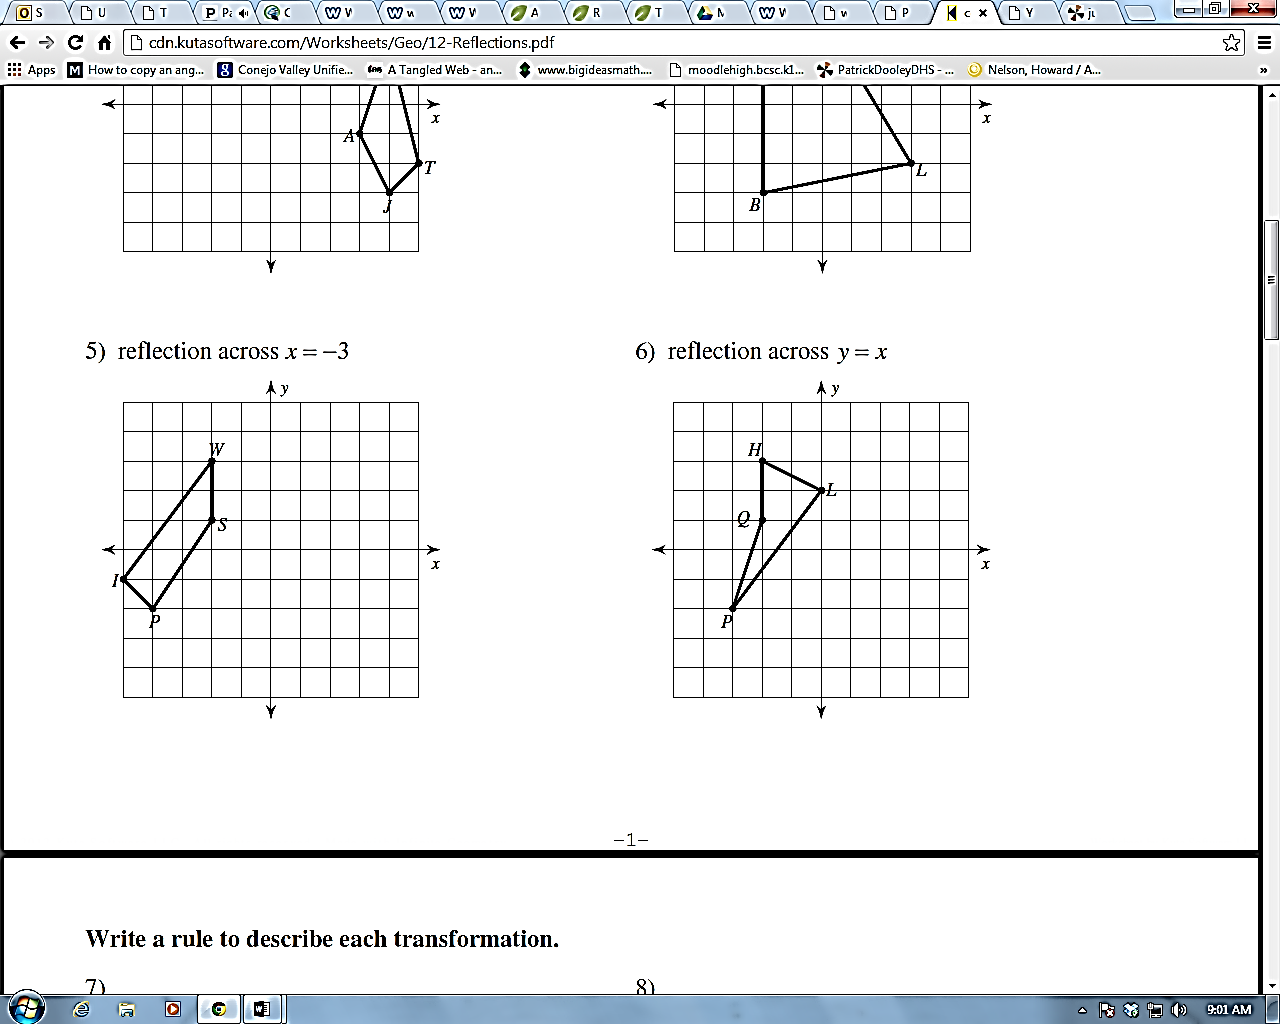 S U T P Pa C W w W A R T M W w P c Y ju
cdn.kutasoftware.com/Worksheets/Geo/12-Reflections.pdf
Apps How to copy an ang... Conejo Valley Unifie... A Tangled Web - an... www.bigideasmath.... moodlehigh.bcsc.k1... PatrickDooleyDHS - ... Nelson, Howard / A... »
x x
A T L
J B
5) reflection across x = −3 6) reflection across y = x
y y
W H
L
S Q
x x
I
P P
−1−
Write a rule to describe each transformation.
7) 8)
9:01 AM